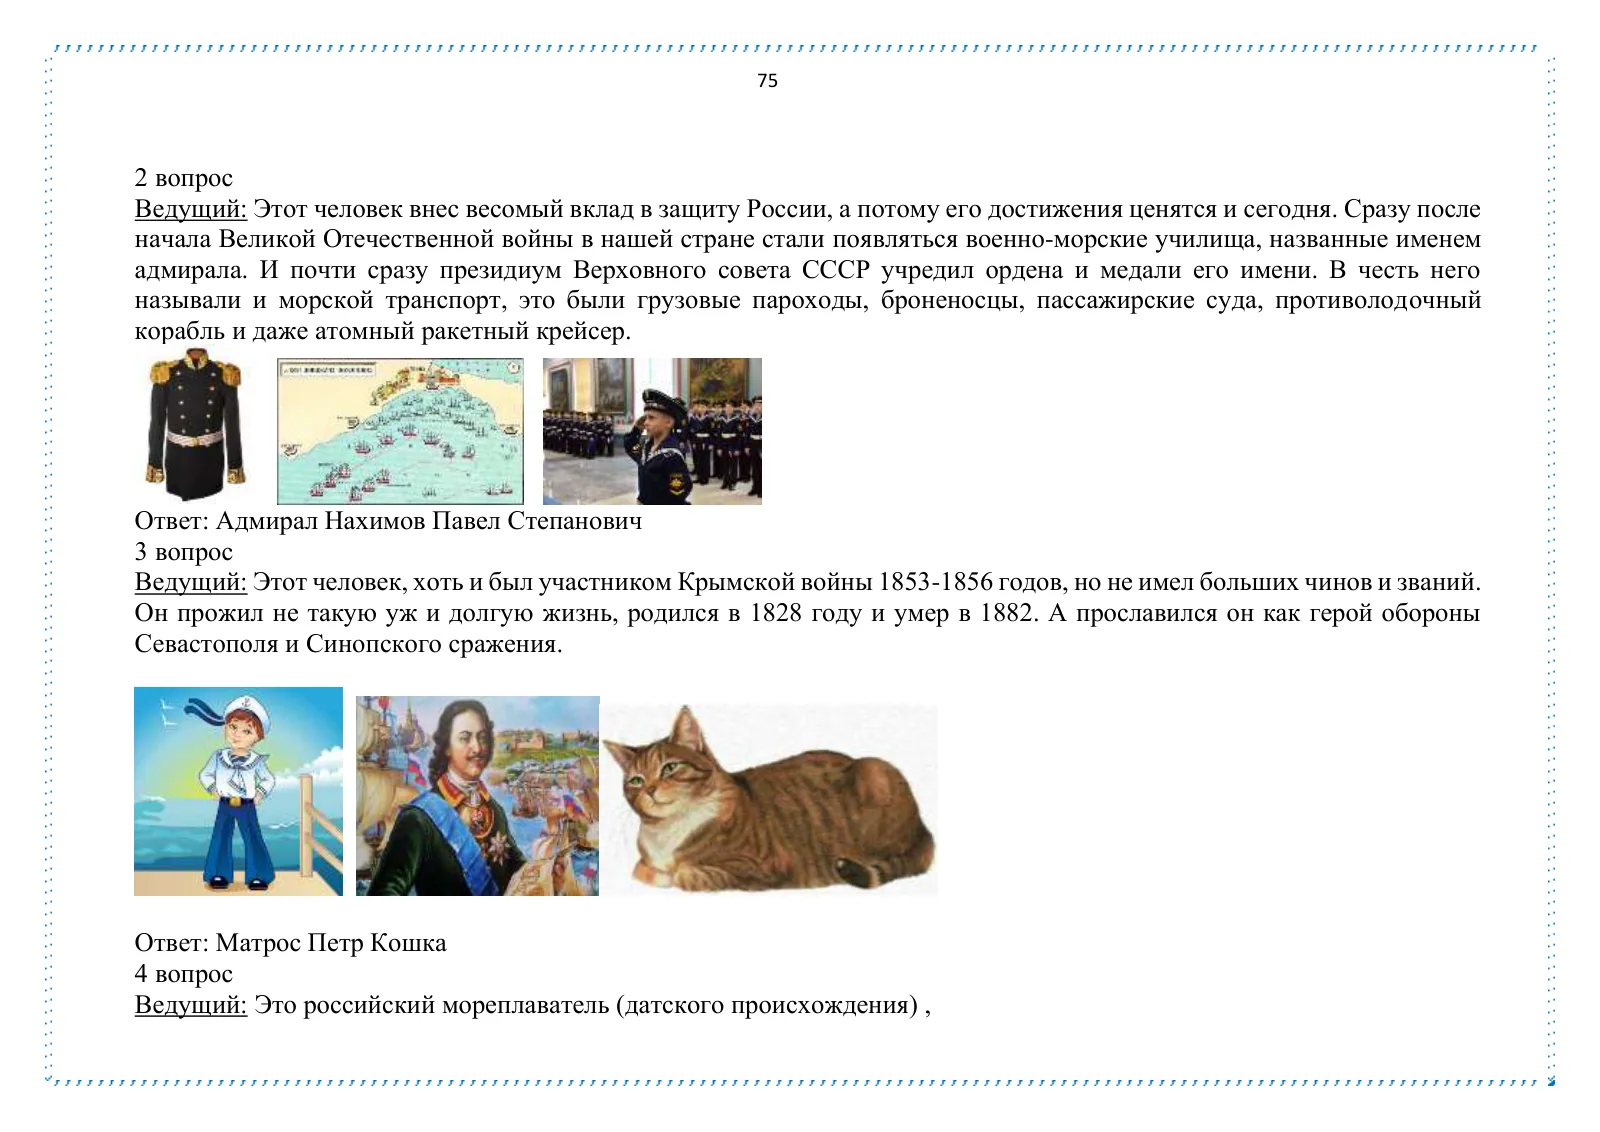 75
2 вопрос
Ведущий: Этот человек внес весомый вклад в защиту России, а потому его достижения ценятся и сегодня. Сразу после
начала Великой Отечественной войны в нашей стране стали появляться военно-морские училища, названные именем
адмирала. И почти сразу президиум Верховного совета СССР учредил ордена и медали его имени. В честь него
называли и морской транспорт, это были грузовые пароходы, броненосцы, пассажирские суда, противолодочный
корабль и даже атомный ракетный крейсер.
Ответ: Адмирал Нахимов Павел Степанович
3 вопрос
Ведущий: Этот человек, хоть и был участником Крымской войны 1853-1856 годов, но не имел больших чинов и званий.
Он прожил не такую уж и долгую жизнь, родился в 1828 году и умер в 1882. А прославился он как герой обороны
Севастополя и Синопского сражения.
Ответ: Матрос Петр Кошка
4 вопрос
Ведущий: Это российский мореплаватель (датского происхождения) ,